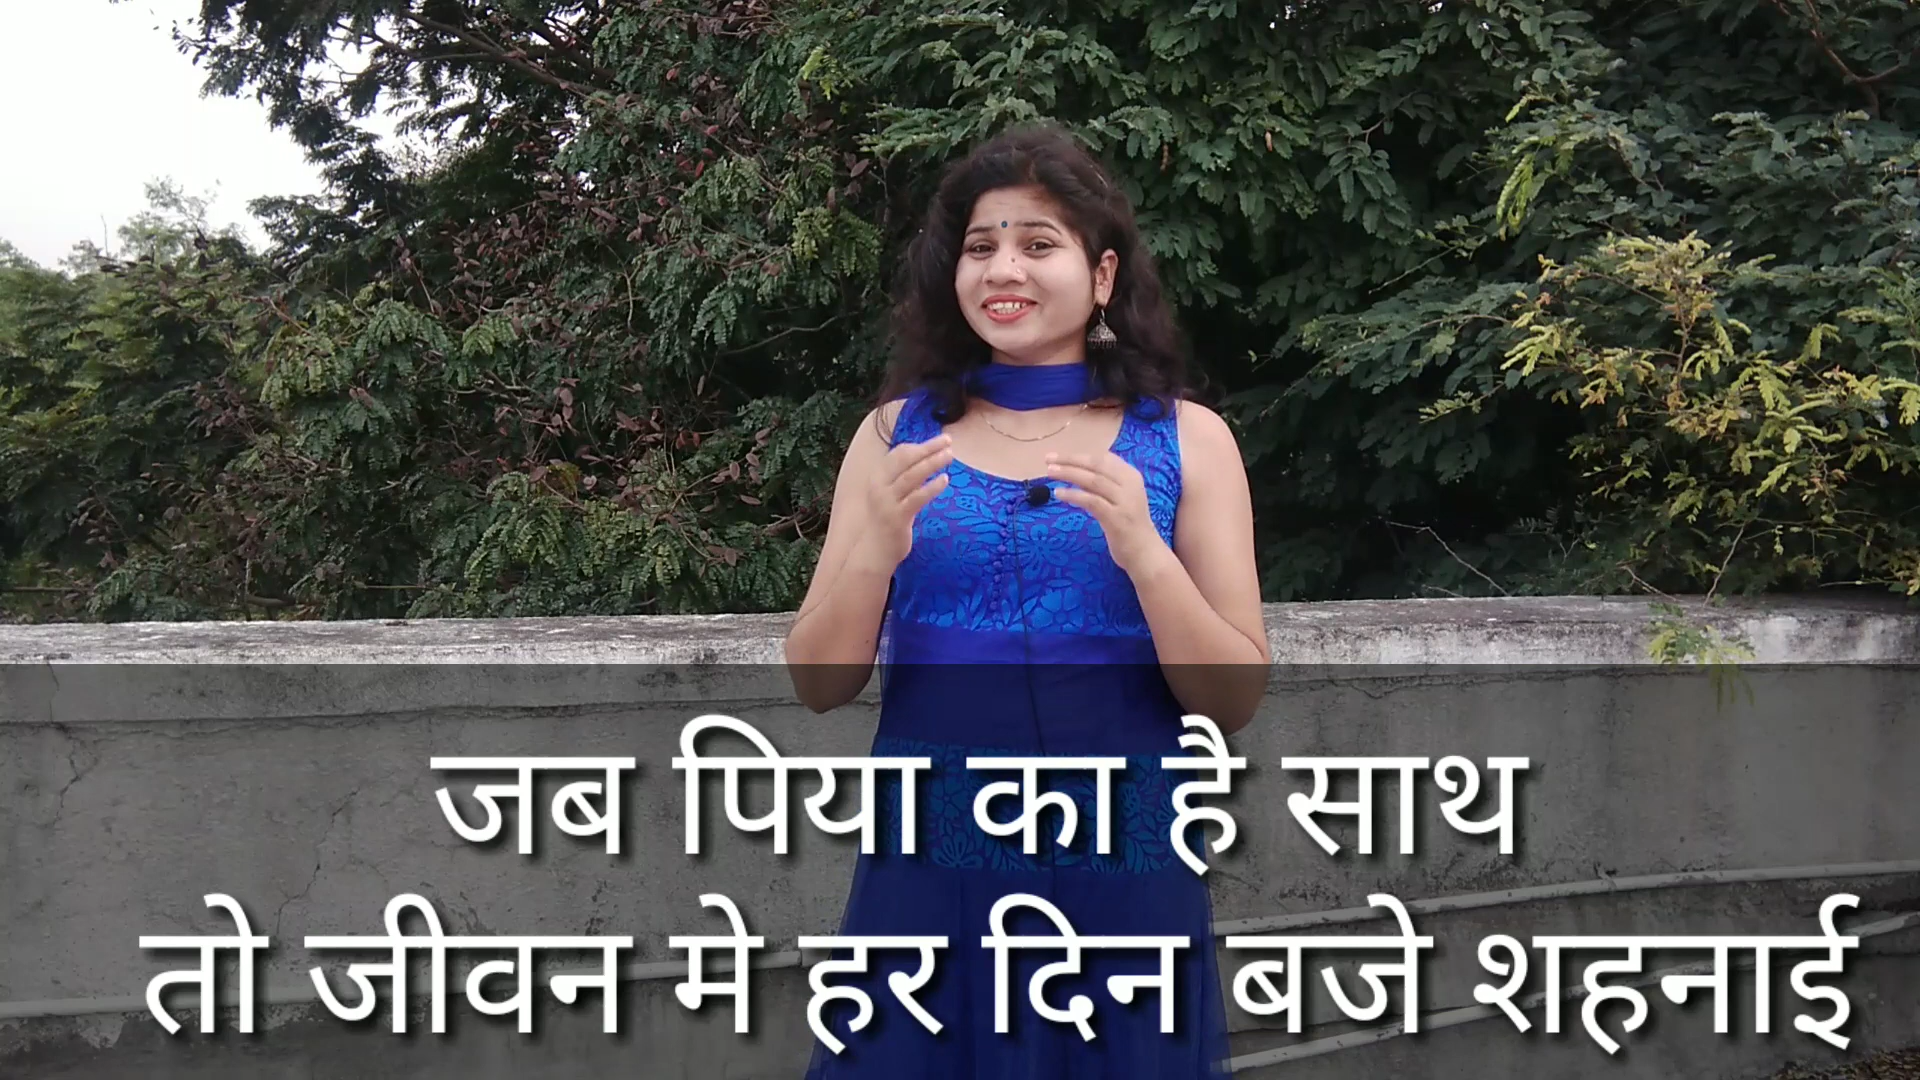 जब पिया का है साथ
तो जीवन मे हर दिन बजे शहनाई